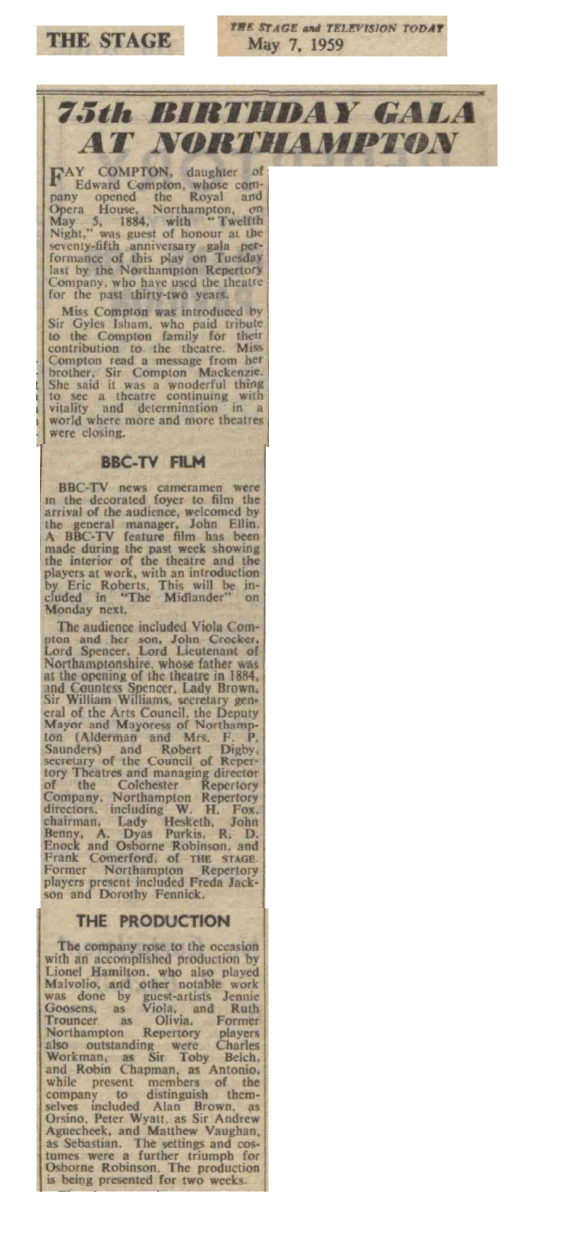 THE STAGE
THE STAGE and TELEVISION TODAY
May 7, 1959
75th BIRTHDAY GALA
AT NORTHAMPTON
FAY COMPTON, daughter of
Edward Compton, whose com-
pany opened the Royal and
Opera House, Northampton, on
May 5, 1884, with "Twelfth
Night," was guest of honour at the
seventy-fifth anniversary gala per-
formance of this play on Tuesday
last by the Northampton Repertory
Company, who have used the theatre
for the past thirty-two years.
Miss Compton was introduced by
Sir Gyles Isham, who paid tribute
to the Compton family for their
contribution to the theatre. Miss
Compton read a message from her
brother, Sir Compton Mackenzie.
She said it was a wnoderful thing
to see a theatre continuing with
vitality and determination in a
world where more and more theatres
were closing.
BBC-TV FILM
BBC-TV news cameramen were
in the decorated foyer to film the
arrival of the audience, welcomed by
the general manager, John Ellin.
A BBC-TV feature film has been
made during the past week showing
the interior of the theatre and the
players at work, with an introduction
by Eric Roberts. This will be in-
cluded in "The Midlander" on
Monday next.
The audience included Viola Com-
pton and her son, John Crocker,
Lord Spencer, Lord Lieutenant of
Northamptonshire, whose father was
at the opening of the theatre in 1884,
and Countess Spencer, Lady Brown,
Sir William Williams, secretary gen-
eral of the Arts Council, the Deputy
Mayor and Mayoress of Northamp-
ton (Alderman and Mrs. F. P.
Saunders) and Robert Digby,
secretary of the Council of Reper-
tory Theatres and managing director
of the Colchester Repertory
Company, Northampton Repertory
directors, including W. H. Fox,
chairman, Lady Hesketh, John
Benny, A. Dyas Purkis, R. D.
Enock and Osborne Robinson, and
Frank Comerford, of THE STAGE.
Former Northampton Repertory
players present included Freda Jack-
son and Dorothy Fennick.
THE PRODUCTION
The company rose to the occasion
with an accomplished production by
Lionel Hamilton, who also played
Malvolio, and other notable work
was done by guest-artists Jennie
Goosens, as Viola, and Ruth
Trouncer as Olivia. Former
Northampton Repertory players
also outstanding were Charles
Workman, as Sir Toby Belch,
and Robin Chapman, as Antonio,
while present members of the
company to distinguish them-
selves included Alan Brown, as
Orsino, Peter Wyatt, as Sir Andrew
Aguecheek, and Matthew Vaughan,
as Sebastian. The settings and cos-
tumes were a further triumph for
Osborne Robinson. The production
is being presented for two weeks.